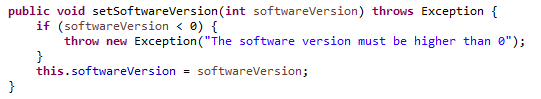 public void setSoftwareVersion(int softwareVersion) throws Exception {
    if (softwareVersion < 0) {
        throw new Exception("The software version must be higher than 0");
    }
    this.softwareVersion = softwareVersion;
}